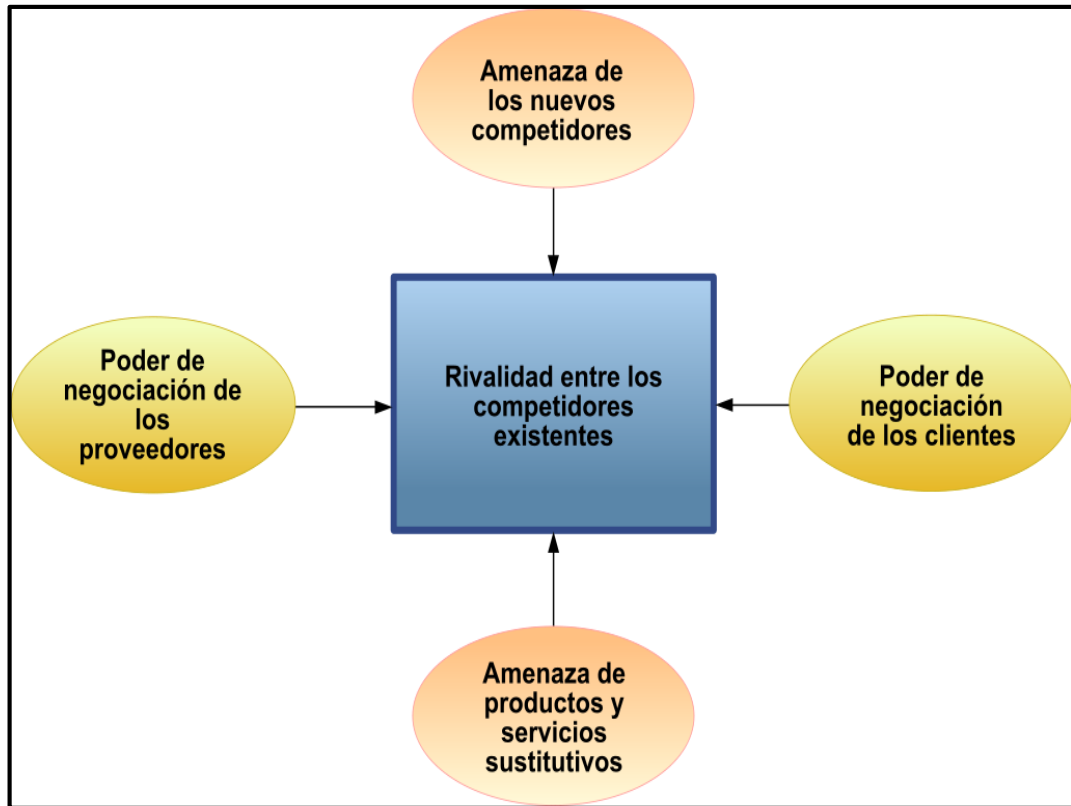 Amenaza de
los nuevos
competidores
Poder de
negociación de
los
proveedores
Rivalidad entre los
competidores
existentes
Poder de
negociación
de los clientes
Amenaza de
productos y
servicios
sustitutivos